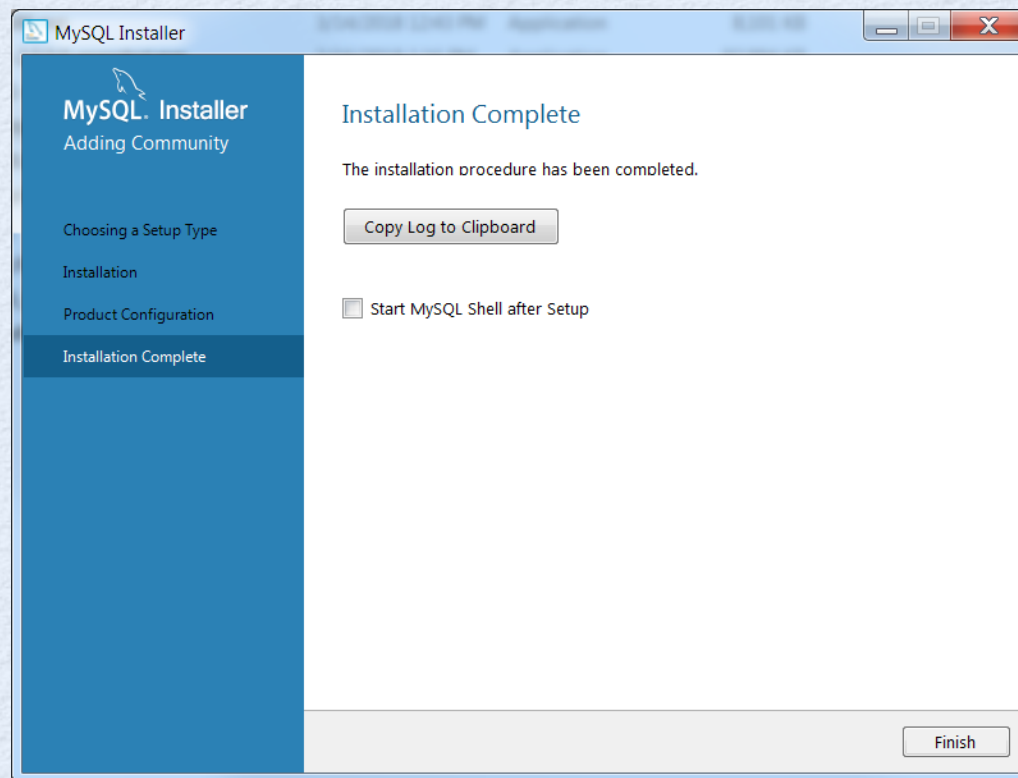 MySQL Installer
MySQL. Installer
Adding Community
Choosing a Setup Type
Installation
Product Configuration
Installation Complete
Installation Complete
The installation procedure has been completed.
Copy Log to Clipboard
Start MySQL Shell after Setup
Finish